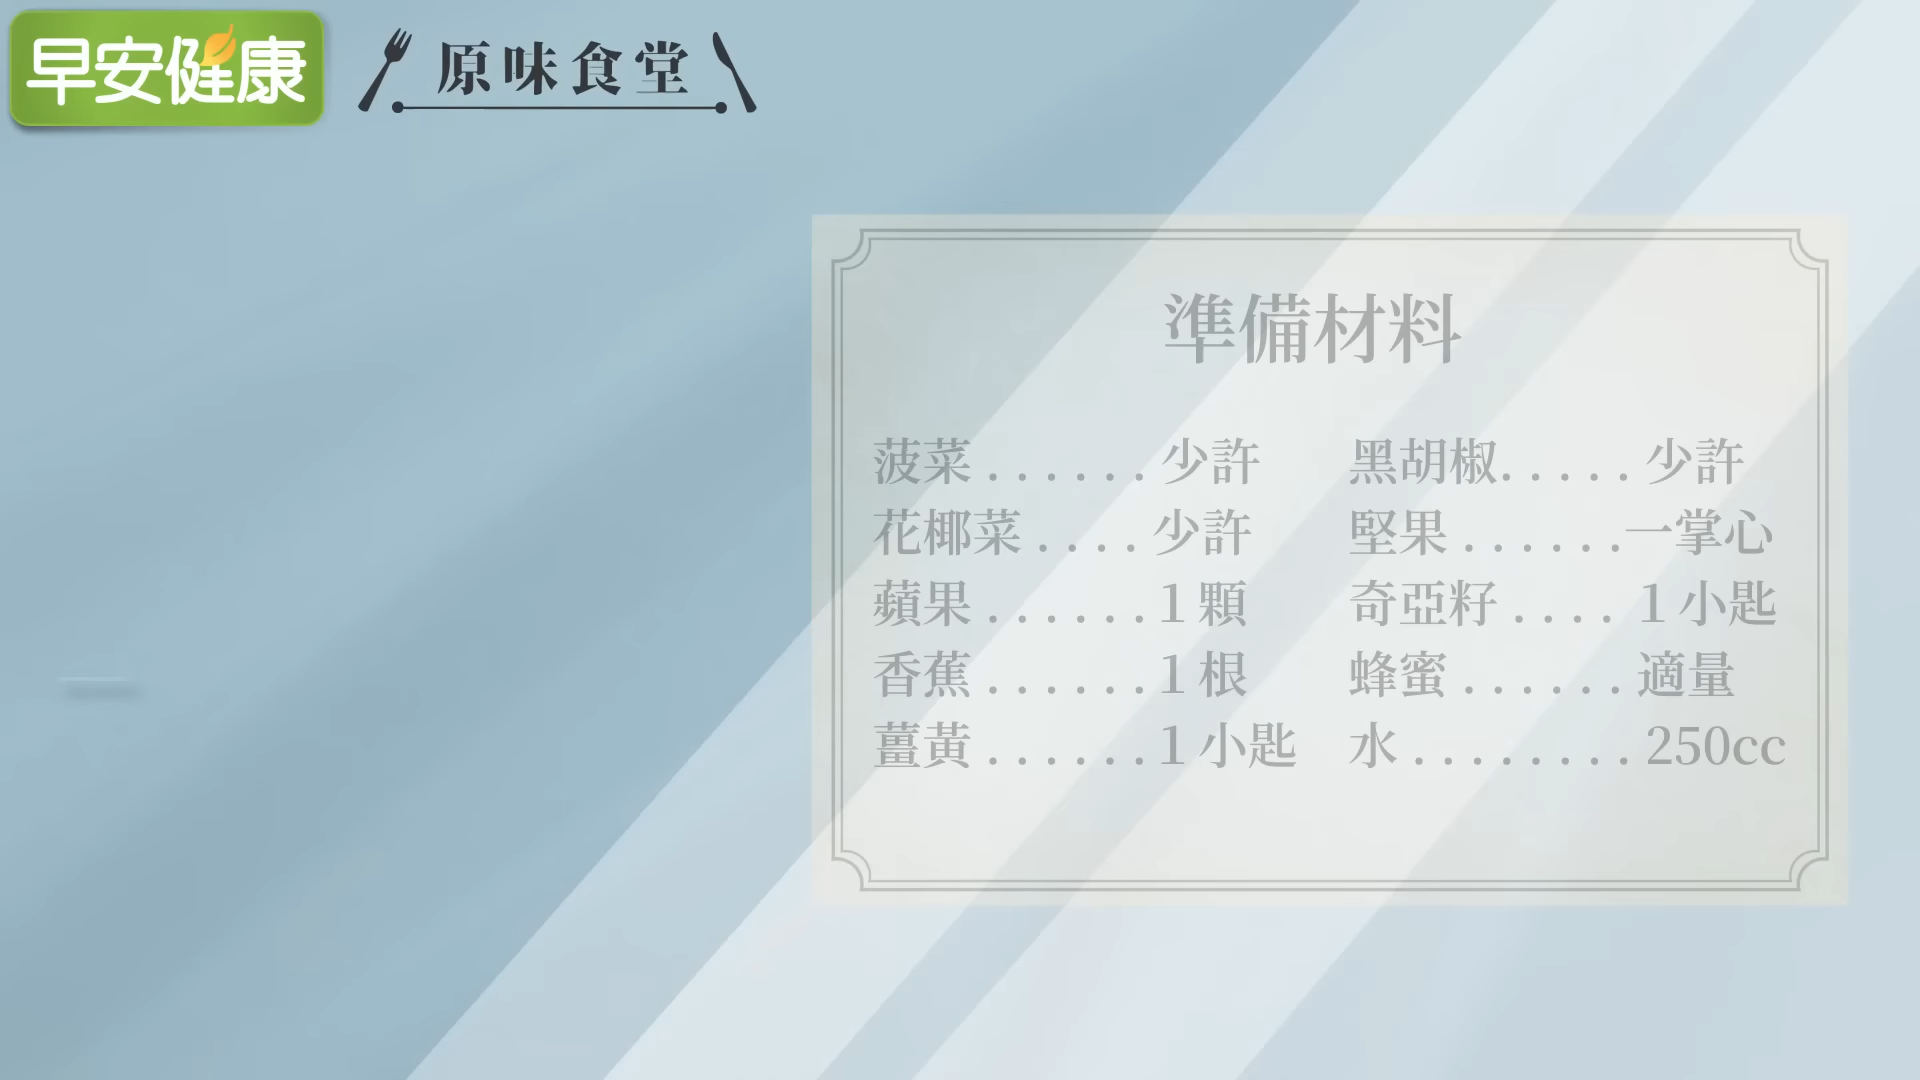 早安健康
原味食堂
準備材料
菠菜......少許
花椰菜....少許
蘋果......1顆
香蕉......1根
薑黃......1小匙
黑胡椒.....少許
堅果......一掌心
奇亞籽....1小匙
蜂蜜......適量
水........250cc